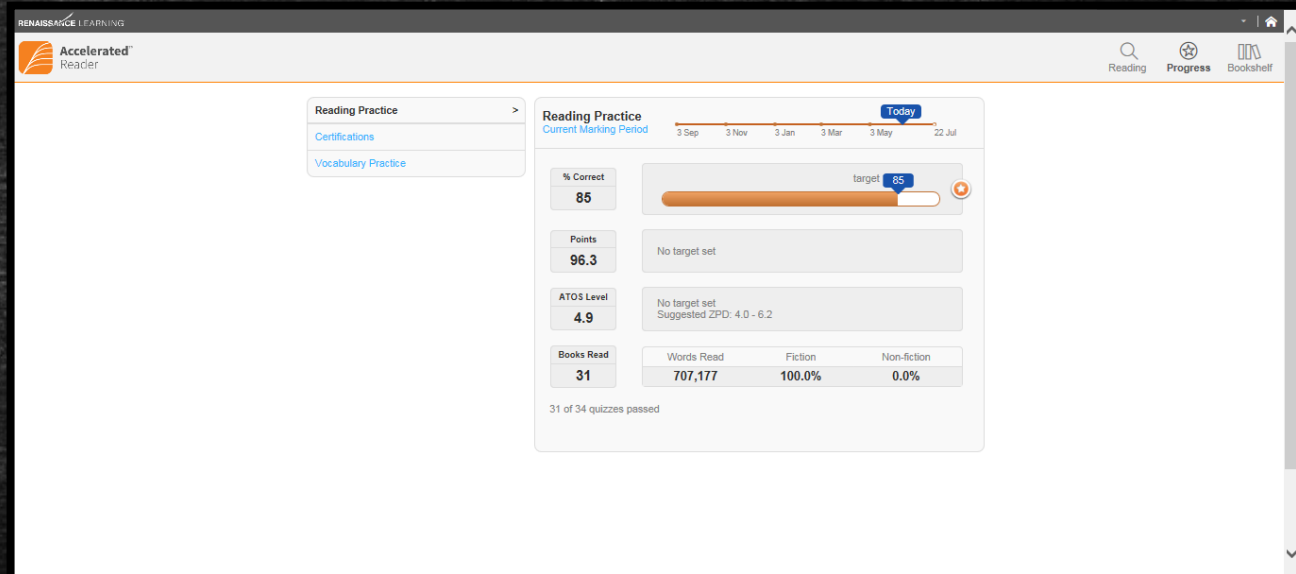 RENAISSANCE LEARNING
Accelerated™
Reader
Reading
Progress
Bookshelf
Reading Practice >
Certifications
Vocabulary Practice
Reading Practice
Current Marking Period
Today
3 Sep 3 Nov 3 Jan 3 Mar 3 May 22 Jul
% Correct
85
target 85
Points
96.3
No target set
ATOS Level
4.9
No target set
Suggested ZPD: 4.0 - 6.2
Books Read
31
Words Read Fiction Non-fiction
707,177 100.0% 0.0%
31 of 34 quizzes passed